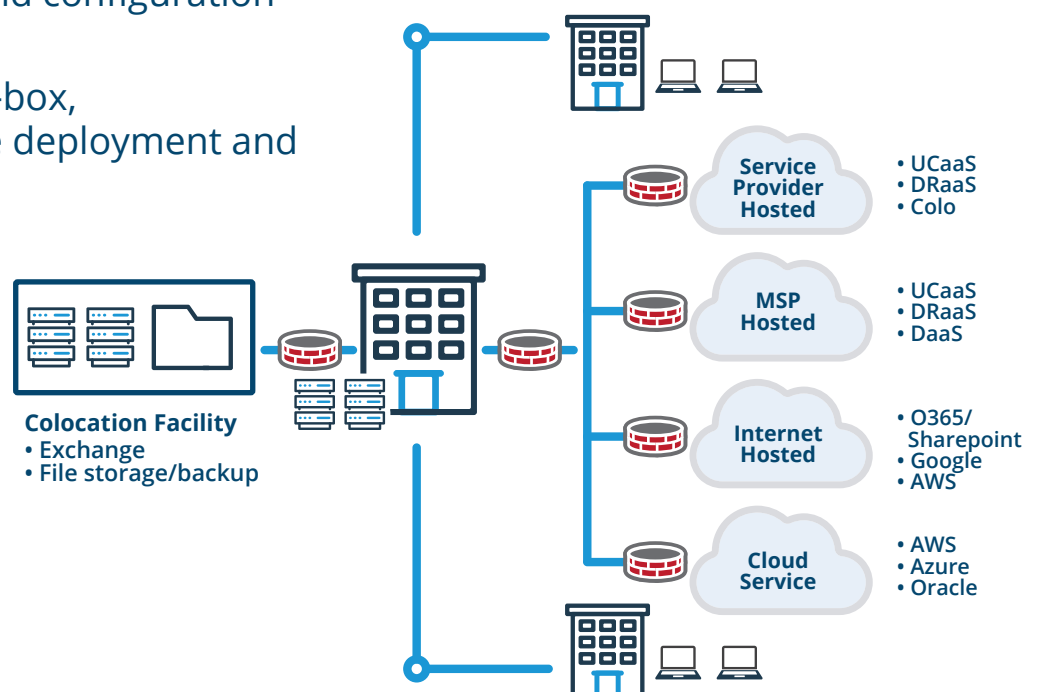 configuration
box,
deployment and
Service
Provider
Hosted
• UCaaS
• DRaaS
• Colo
MSP
Hosted
• UCaaS
• DRaaS
• DaaS
Colocation Facility
• Exchange
• File storage/backup
Internet
Hosted
• O365/
Sharepoint
• Google
• AWS
Cloud
Service
• AWS
• Azure
• Oracle